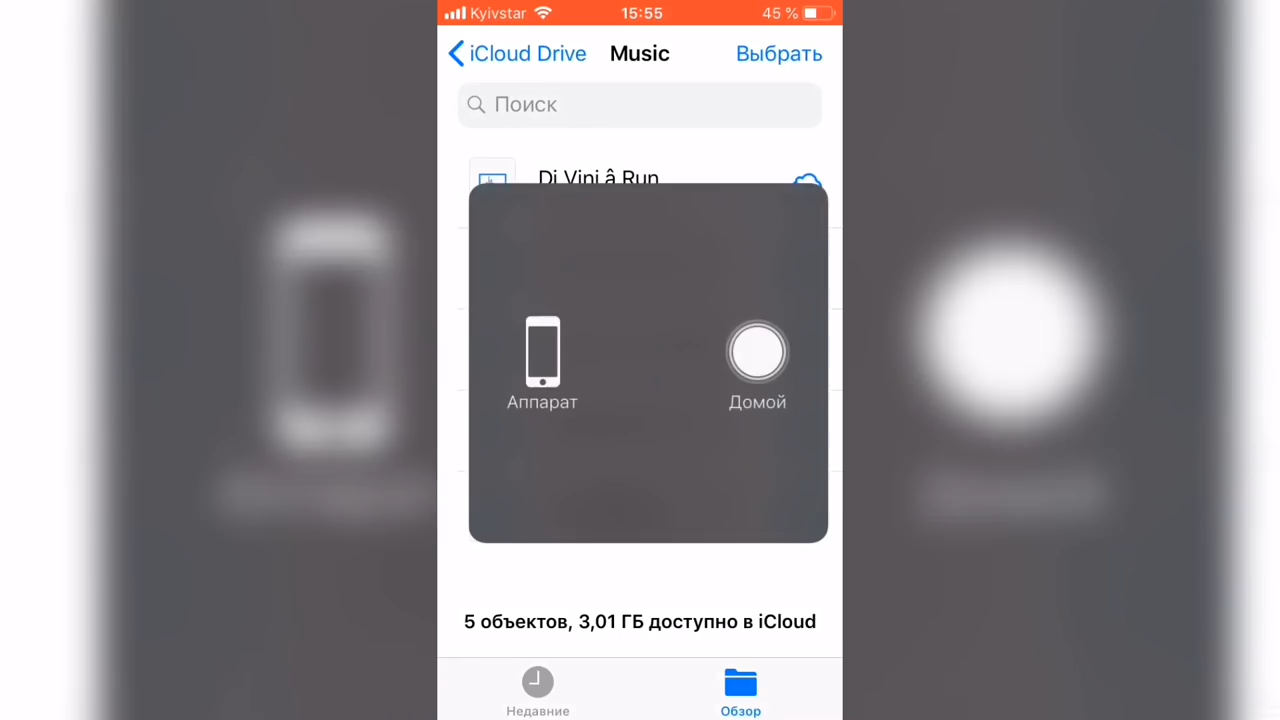 Kyivstar 15:55 45 %
iCloud Drive Music Выбрать
Поиск
Di Vini â Run
Аппарат Домой
5 объектов, 3,01 ГБ доступно в iCloud
Недавние Обзор